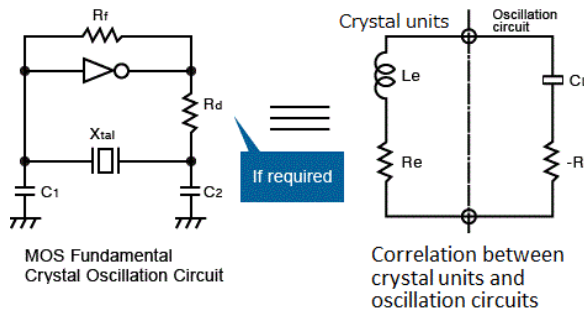 Rf
Rd
Xtal
C1
C2
If required
MOS Fundamental
Crystal Oscillation Circuit
Crystal units
Oscillation
circuit
Le
Re
-R
Correlation between
crystal units and
oscillation circuits